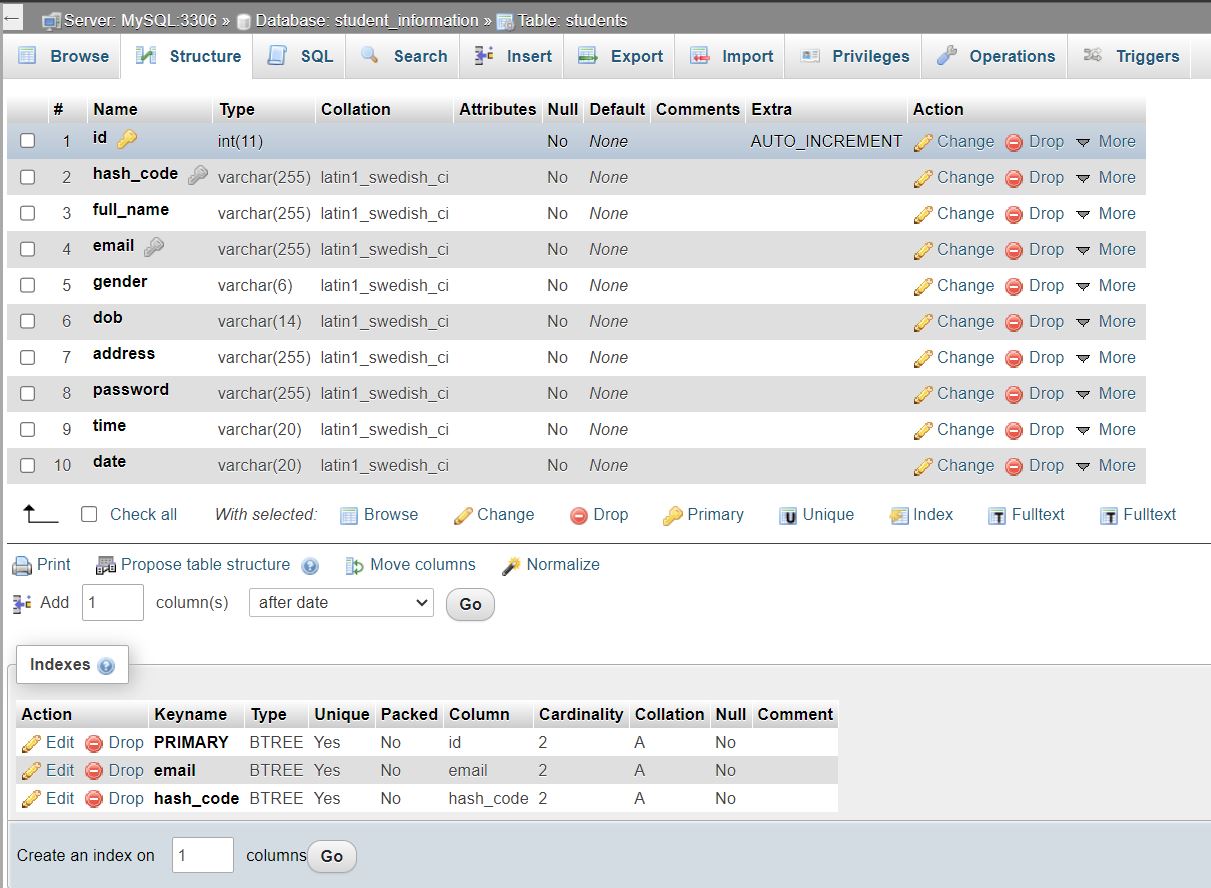 Server: MySQL:3306 » Database: student_information » Table: students
Browse Structure SQL Search Insert Export Import Privileges Operations Triggers
# Name Type Collation Attributes Null Default Comments Extra Action
1 id int(11) No None AUTO_INCREMENT Change Drop More
2 hash_code varchar(255) latin1_swedish_ci No None Change Drop More
3 full_name varchar(255) latin1_swedish_ci No None Change Drop More
4 email varchar(255) latin1_swedish_ci No None Change Drop More
5 gender varchar(6) latin1_swedish_ci No None Change Drop More
6 dob varchar(14) latin1_swedish_ci No None Change Drop More
7 address varchar(255) latin1_swedish_ci No None Change Drop More
8 password varchar(255) latin1_swedish_ci No None Change Drop More
9 time varchar(20) latin1_swedish_ci No None Change Drop More
10 date varchar(20) latin1_swedish_ci No None Change Drop More
Check all With selected: Browse Change Drop Primary Unique Index Fulltext Fulltext
Print Propose table structure Move columns Normalize
Add 1 column(s) after date Go
Indexes
Action Keyname Type Unique Packed Column Cardinality Collation Null Comment
Edit Drop PRIMARY BTREE Yes No id 2 A No
Edit Drop email BTREE Yes No email 2 A No
Edit Drop hash_code BTREE Yes No hash_code 2 A No
Create an index on 1 columns Go